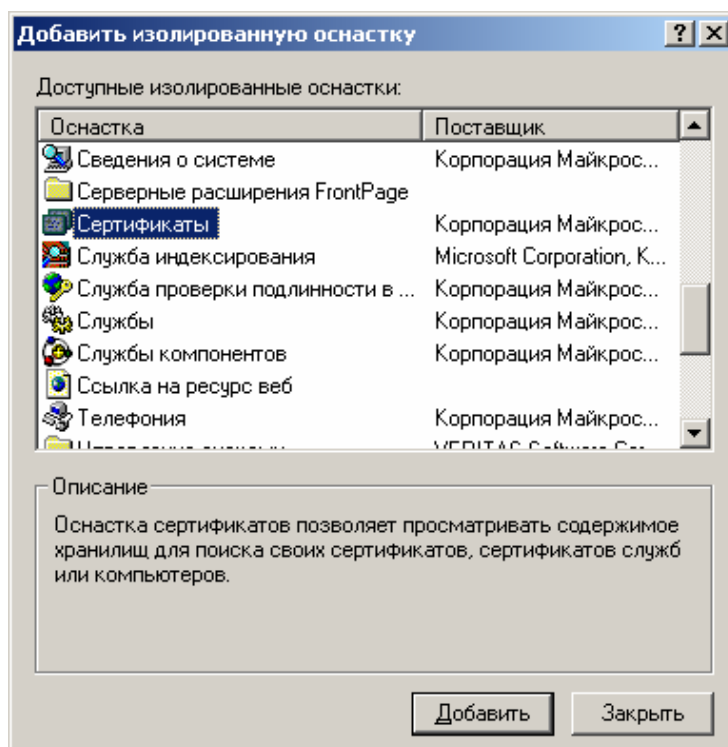 Добавить изолированную оснастку
Доступные изолированные оснастки:
Оснастка Поставщик
Сведения о системе Корпорация Майкрос...
Серверные расширения FrontPage
Сертификаты Корпорация Майкрос...
Служба индексирования Microsoft Corporation, К...
Служба проверки подлинности в ... Корпорация Майкрос...
Службы Корпорация Майкрос...
Службы компонентов Корпорация Майкрос...
Ссылка на ресурс веб
Телефония Корпорация Майкрос...
Описание
Оснастка сертификатов позволяет просматривать содержимое
хранилищ для поиска своих сертификатов, сертификатов служб
или компьютеров.
Добавить Закрыть